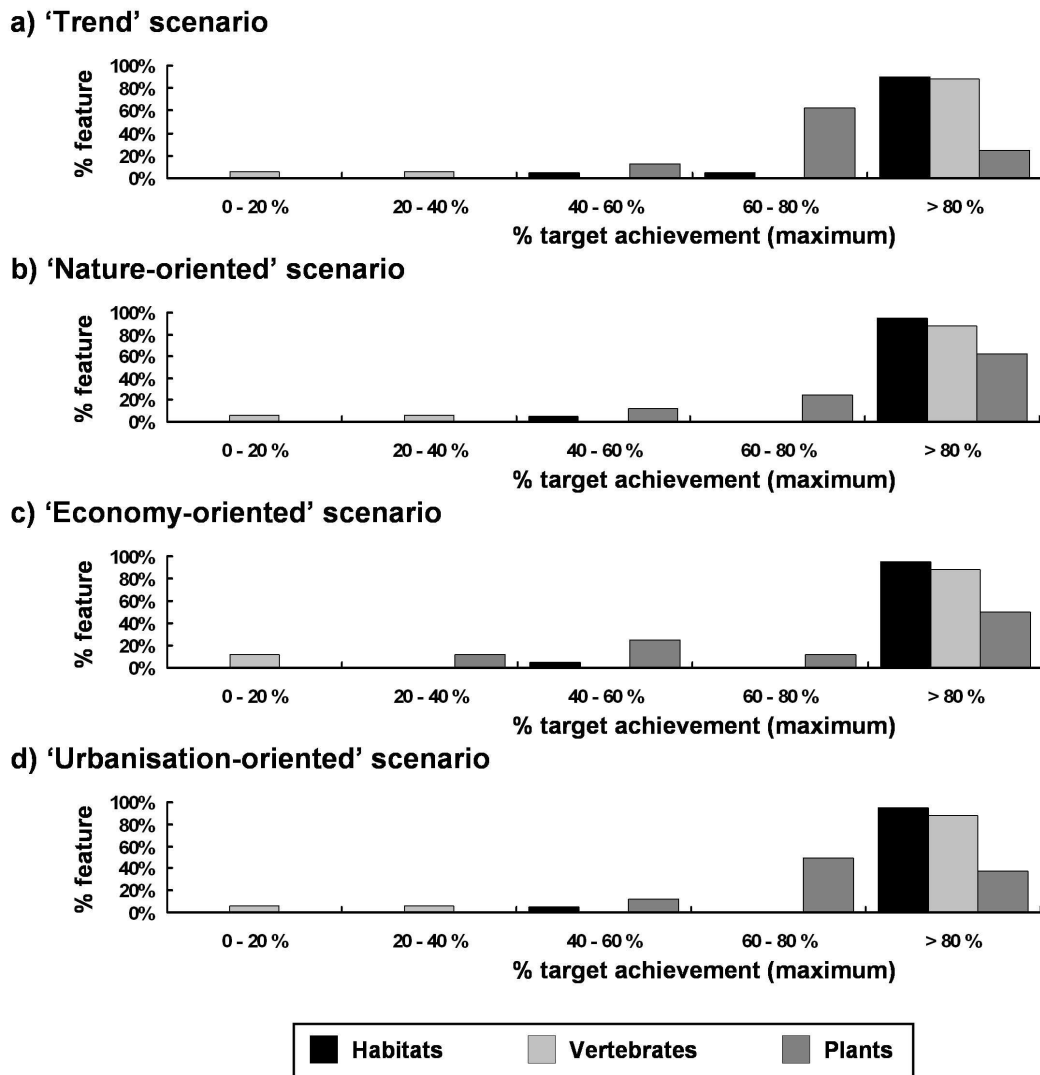 a) ‘Trend’ scenario
% feature
100%
80%
60%
40%
20%
0%
0 - 20 % 20 - 40 % 40 - 60 % 60 - 80 % > 80 %
% target achievement (maximum)
b) ‘Nature-oriented’ scenario
% feature
100%
80%
60%
40%
20%
0%
0 - 20 % 20 - 40 % 40 - 60 % 60 - 80 % > 80 %
% target achievement (maximum)
c) ‘Economy-oriented’ scenario
% feature
100%
80%
60%
40%
20%
0%
0 - 20 % 20 - 40 % 40 - 60 % 60 - 80 % > 80 %
% target achievement (maximum)
d) ‘Urbanisation-oriented’ scenario
% feature
100%
80%
60%
40%
20%
0%
0 - 20 % 20 - 40 % 40 - 60 % 60 - 80 % > 80 %
% target achievement (maximum)
Habitats Vertebrates Plants